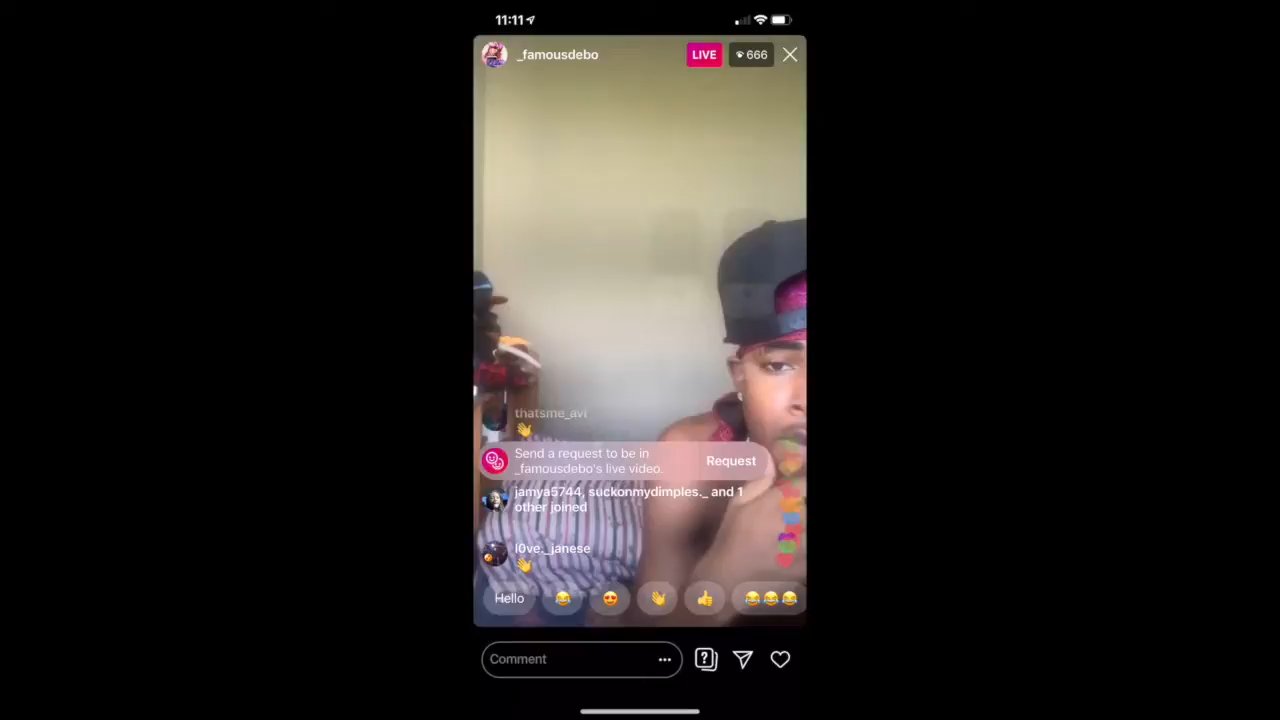 11:11
_famousdebo
LIVE
666
thatsme_avi
👋
Send a request to be in
_famousdebo's live video.
Request
jamya5744, suckonmydimples._ and 1
other joined
l0ve._janese
👋
Hello 😂 😍 👋 👍 😂😂😂
Comment